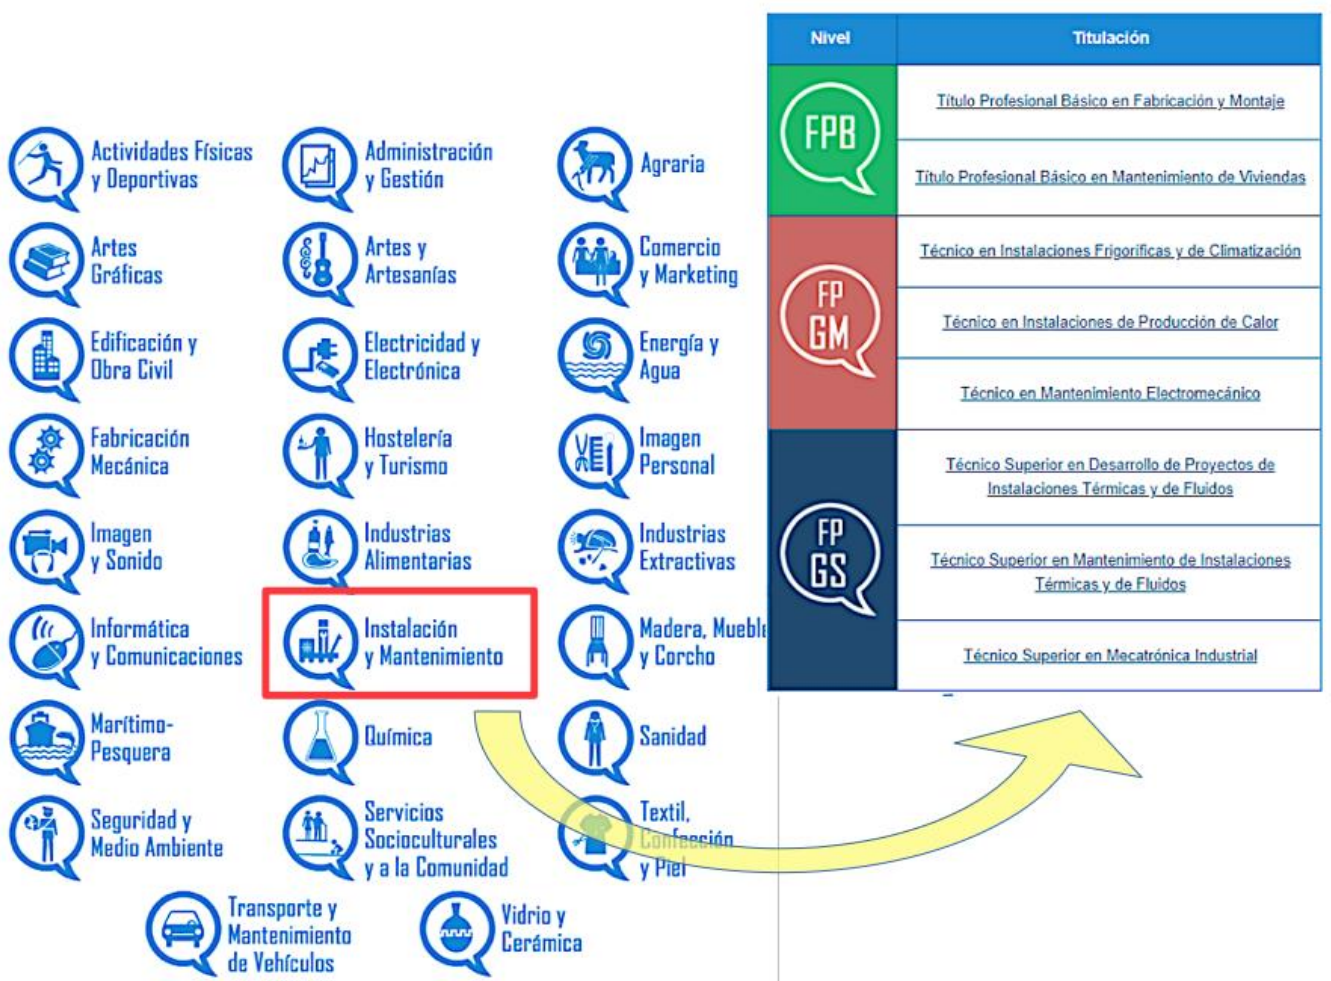 Actividades Físicas
y Deportivas
Administración
y Gestión
Agraria
Artes
Gráficas
Artes y
Artesanías
Comercio
y Marketing
Edificación y
Obra Civil
Electricidad y
Electrónica
Energía y
Agua
Fabricación
Mecánica
Hostelería
y Turismo
Imagen
Personal
Imagen
y Sonido
Industrias
Alimentarias
Industrias
Extractivas
Informática
y Comunicaciones
Instalación
y Mantenimiento
Madera, Mueble
y Corcho
Marítimo-
Pesquera
Química
Sanidad
Seguridad y
Medio Ambiente
Servicios
Socioculturales
y a la Comunidad
Textil,
Confección
y Piel
Transporte y
Mantenimiento
de Vehículos
Vidrio y
Cerámica
Nivel
Titulación
FPB
Título Profesional Básico en Fabricación y Montaje
Título Profesional Básico en Mantenimiento de Viviendas
FP
GM
Técnico en Instalaciones Frigoríficas y de Climatización
Técnico en Instalaciones de Producción de Calor
Técnico en Mantenimiento Electromecánico
FP
GS
Técnico Superior en Desarrollo de Proyectos de
Instalaciones Térmicas y de Fluidos
Técnico Superior en Mantenimiento de Instalaciones
Térmicas y de Fluidos
Técnico Superior en Mecatrónica Industrial